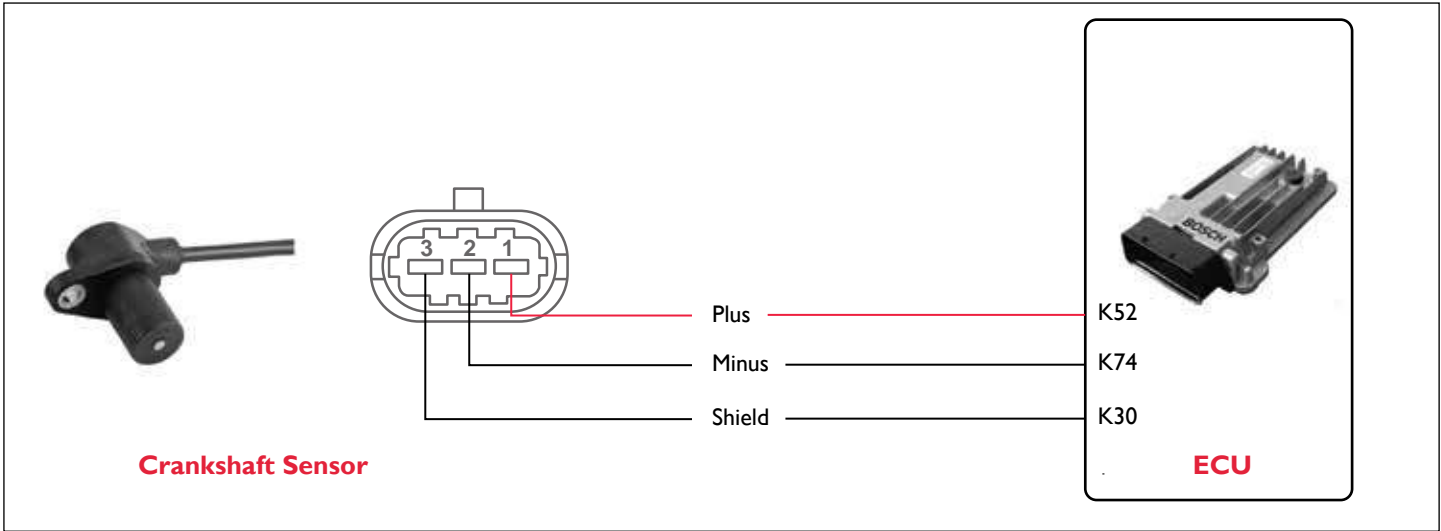 3 2 1
BOSCH
Plus
K52
Minus
K74
Shield
K30
Crankshaft Sensor
ECU